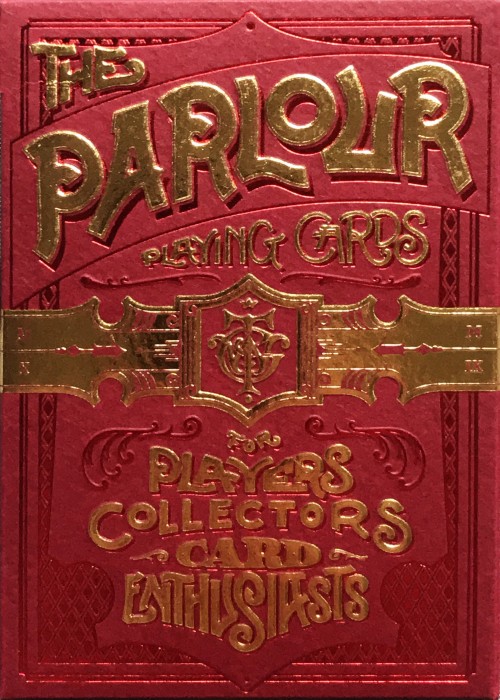 THE
PARLOUR
PLAYING CARDS
FOR
PLAYERS
COLLECTORS
CARD
ENTHUSIASTS